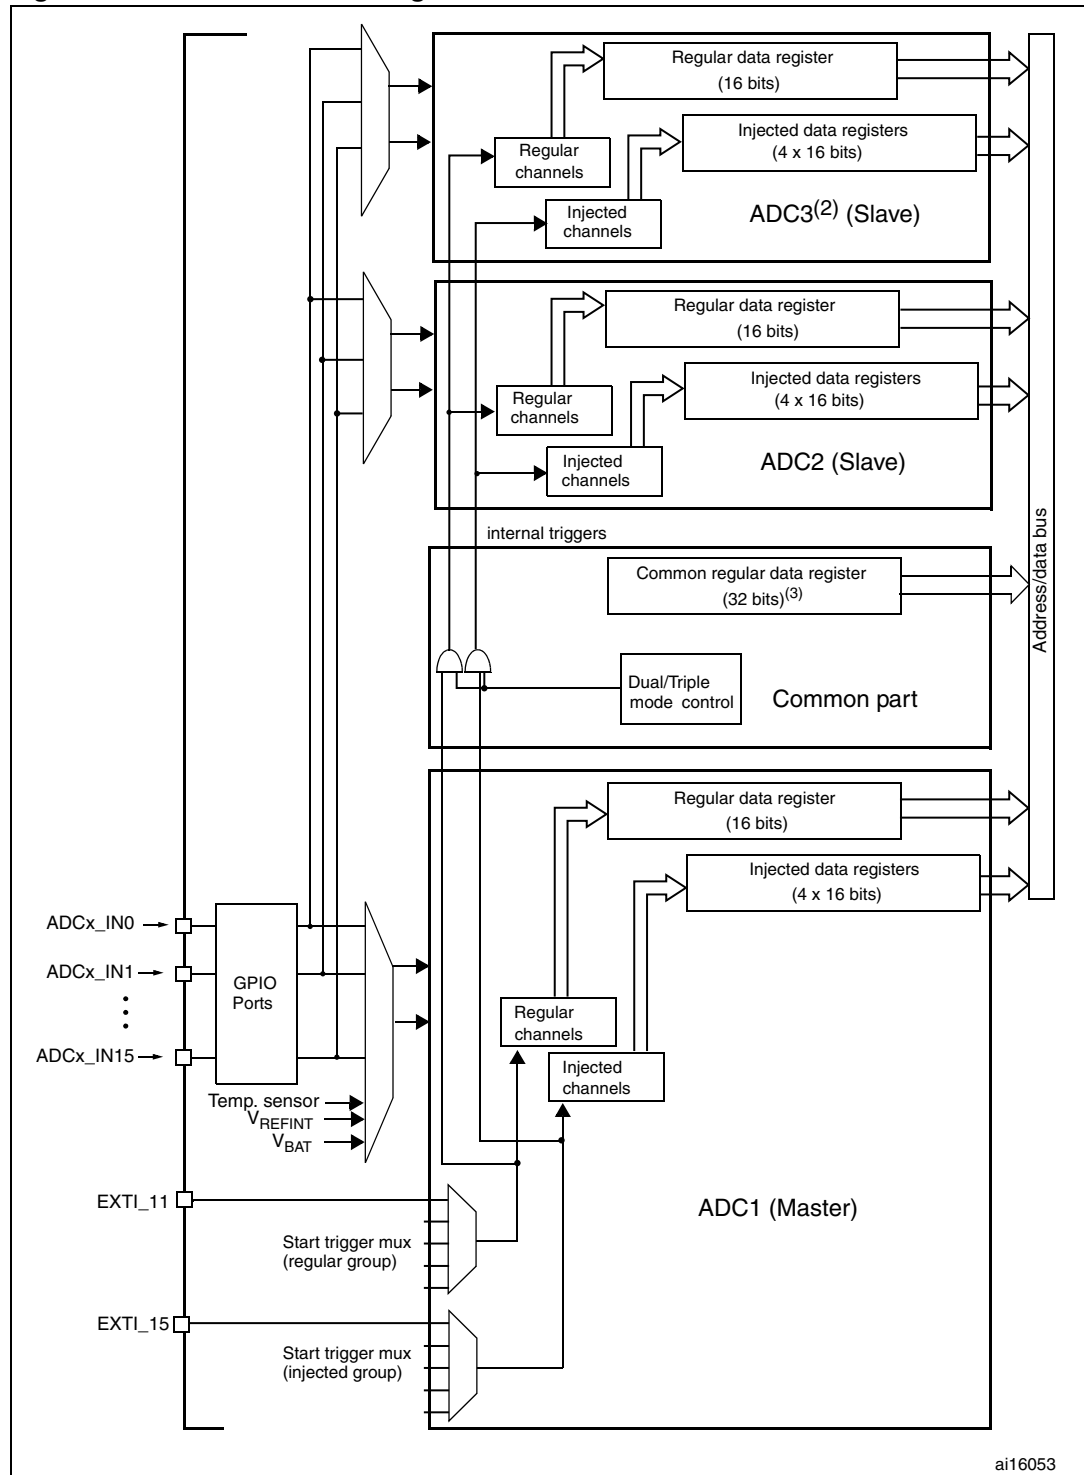 Regular data register
(16 bits)
Injected data registers
(4 x 16 bits)
Regular
channels
Injected
channels
ADC3(2) (Slave)
Regular data register
(16 bits)
Injected data registers
(4 x 16 bits)
Regular
channels
Injected
channels
ADC2 (Slave)
internal triggers
Common regular data register
(32 bits)(3)
Dual/Triple
mode control
Common part
Address/data bus
Regular data register
(16 bits)
Injected data registers
(4 x 16 bits)
ADCx_IN0
ADCx_IN1
ADCx_IN15
GPIO
Ports
Regular
channels
Injected
channels
Temp. sensor
VREFINT
VBAT
EXTI_11
Start trigger mux
(regular group)
ADC1 (Master)
EXTI_15
Start trigger mux
(injected group)
ai16053